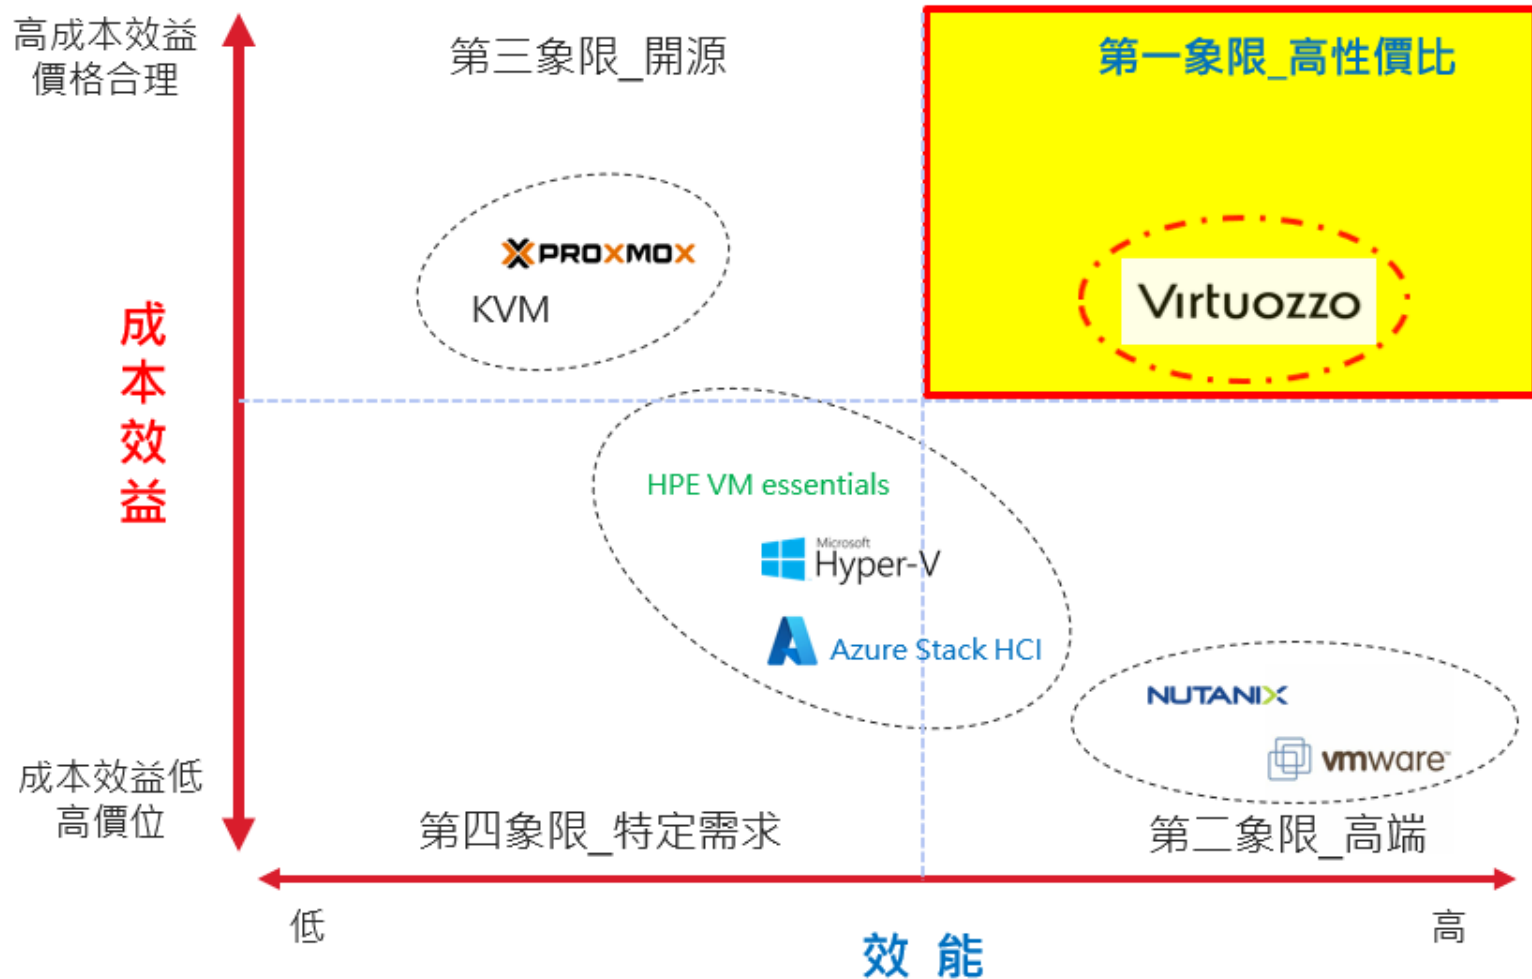 高成本效益
價格合理
第三象限_開源
第一象限_高性價比
PROXMOX
KVM
Virtuozzo
成
本
效
益
HPE VM essentials
Microsoft
Hyper-V
Azure Stack HCI
NUTANIX
vmware
成本效益低
高價位
第四象限_特定需求
第二象限_高端
低
高
效 能